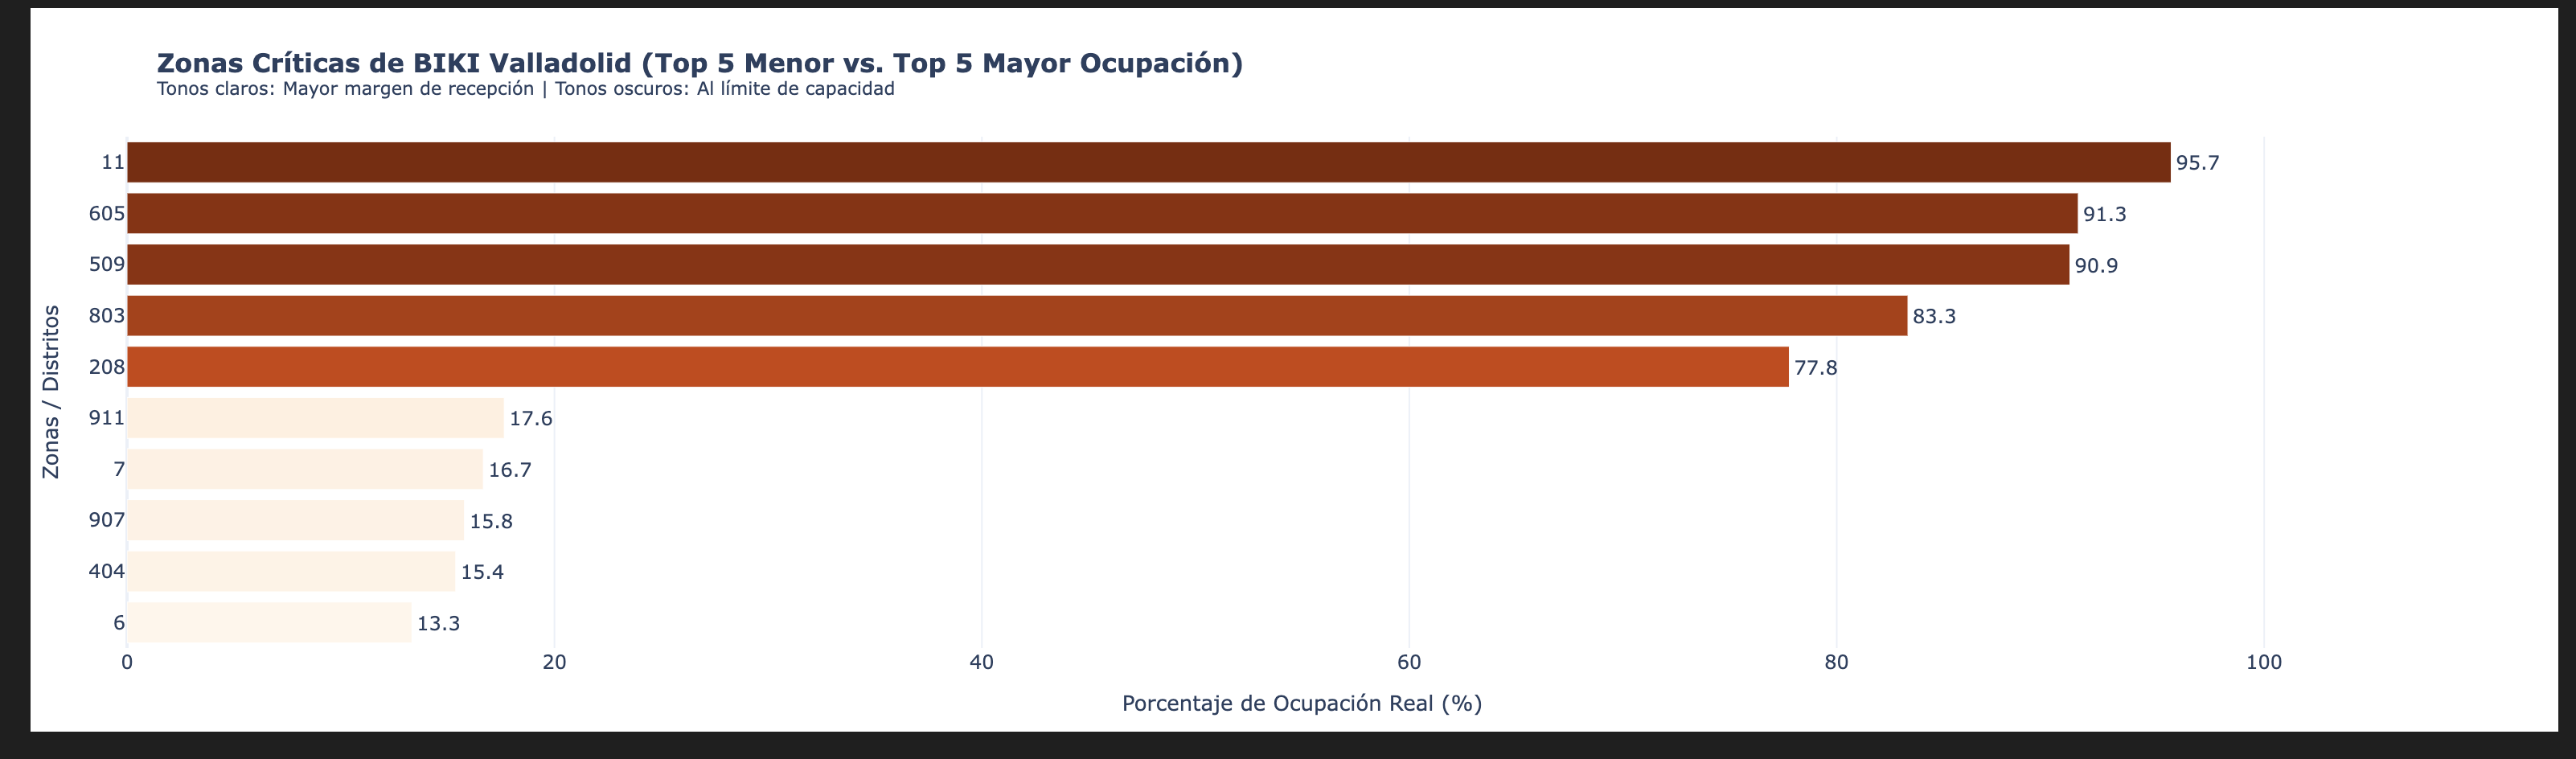 Zonas Críticas de BIKI Valladolid (Top 5 Menor vs. Top 5 Mayor Ocupación)
Tonos claros: Mayor margen de recepción | Tonos oscuros: Al límite de capacidad
Zonas / Distritos
11 95.7
605 91.3
509 90.9
803 83.3
208 77.8
911 17.6
7 16.7
907 15.8
404 15.4
6 13.3
0 20 40 60 80 100
Porcentaje de Ocupación Real (%)